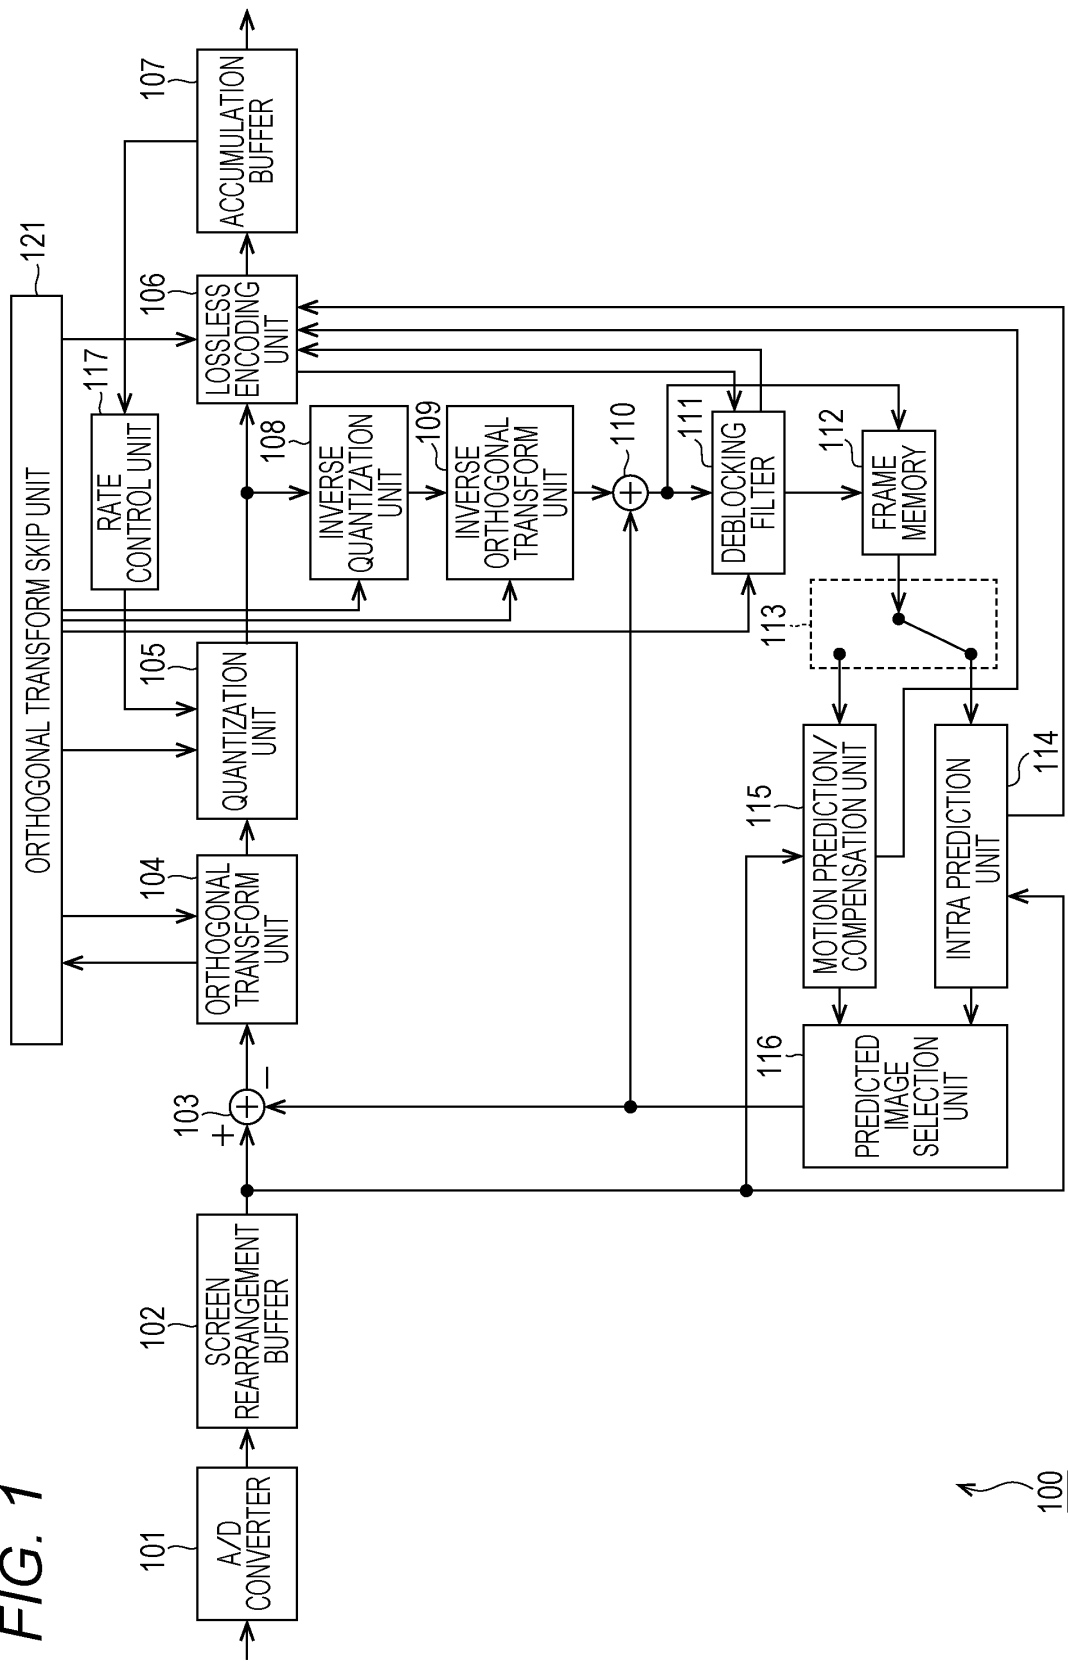 FIG. 1
ORTHOGONAL TRANSFORM SKIP UNIT
121
RATE
CONTROL UNIT
117
101
A/D
CONVERTER
102
SCREEN
REARRANGEMENT
BUFFER
103
+
−
104
ORTHOGONAL
TRANSFORM
UNIT
105
QUANTIZATION
UNIT
106
LOSSLESS
ENCODING
UNIT
107
ACCUMULATION
BUFFER
108
INVERSE
QUANTIZATION
UNIT
109
INVERSE
ORTHOGONAL
TRANSFORM
UNIT
110
111
DEBLOCKING
FILTER
112
FRAME
MEMORY
113
116
PREDICTED
IMAGE
SELECTION
UNIT
115
MOTION PREDICTION/
COMPENSATION UNIT
INTRA PREDICTION
UNIT
114
100